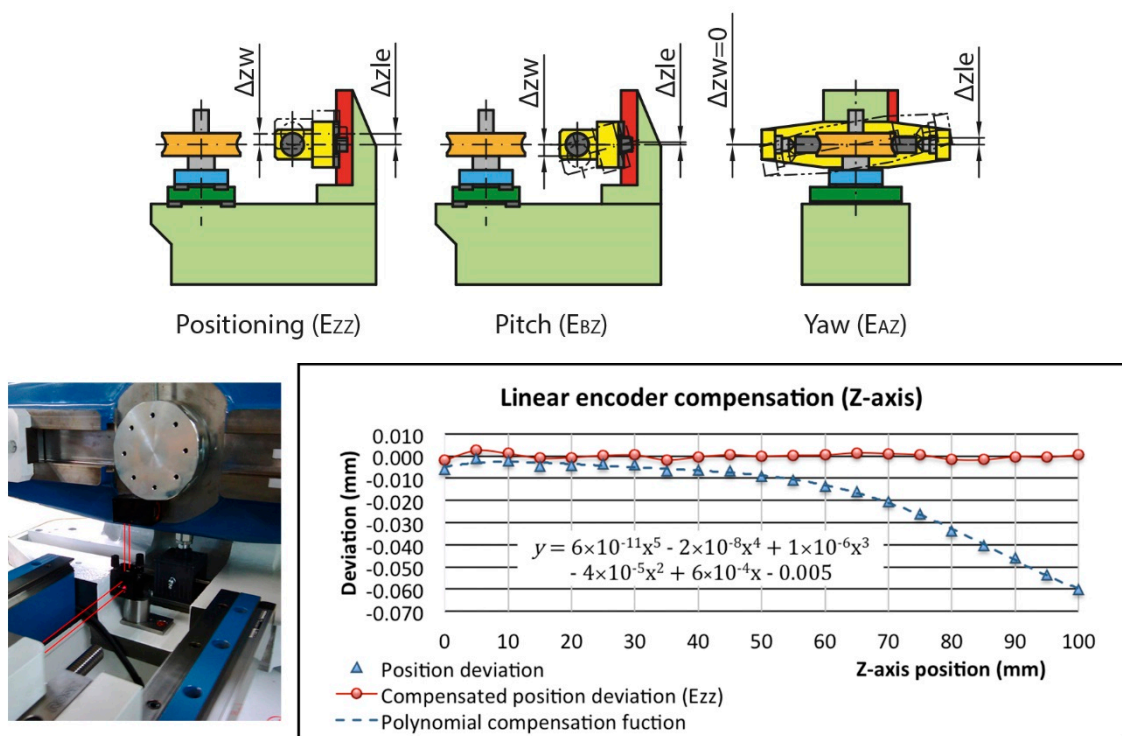 Δzw
Δzle
Δzw
Δzle
Δzw=0
Δzle
Positioning (EZZ)
Pitch (EBZ)
Yaw (EAZ)
Linear encoder compensation (Z-axis)
Deviation (mm)
0.010
0.000
-0.010
-0.020
-0.030
-0.040
-0.050
-0.060
-0.070
y = 6×10⁻¹¹x⁵ - 2×10⁻⁸x⁴ + 1×10⁻⁶x³
- 4×10⁻⁵x² + 6×10⁻⁴x - 0.005
0 10 20 30 40 50 60 70 80 90 100
Z-axis position (mm)
Position deviation
Compensated position deviation (Ezz)
Polynomial compensation fuction